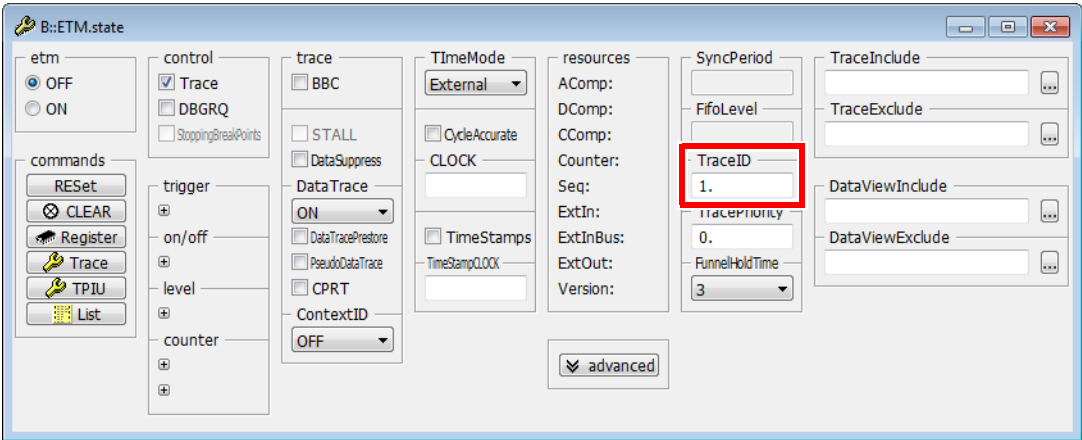 B::ETM.state
etm
OFF
ON
commands
RESet
CLEAR
Register
Trace
TPIU
List
control
Trace
DBGRQ
StoppingBreakPoints
trigger
on/off
level
counter
trace
BBC
STALL
DataSuppress
DataTrace
ON
DataTracePrestore
PseudoDataTrace
CPRT
ContextID
OFF
TImeMode
External
CycleAccurate
CLOCK
TimeStamps
TimeStampCLOCK
resources
AComp:
DComp:
CComp:
Counter:
Seq:
ExtIn:
ExtInBus:
ExtOut:
Version:
advanced
SyncPeriod
FifoLevel
TraceID
1.
TracePriority
0.
FunnelHoldTime
3
TraceInclude
...
TraceExclude
...
DataViewInclude
...
DataViewExclude
...